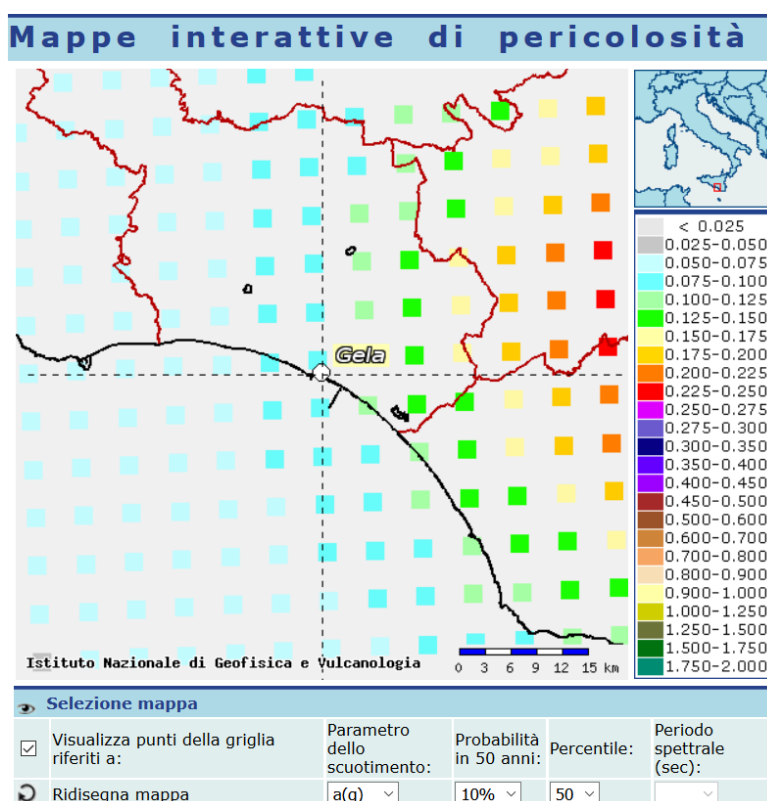 Mappe interattive di pericolosità
< 0.025
0.025-0.050
0.050-0.075
0.075-0.100
0.100-0.125
0.125-0.150
0.150-0.175
0.175-0.200
0.200-0.225
0.225-0.250
0.250-0.275
0.275-0.300
0.300-0.350
0.350-0.400
0.400-0.450
0.450-0.500
0.500-0.600
0.600-0.700
0.700-0.800
0.800-0.900
0.900-1.000
1.000-1.250
1.250-1.500
1.500-1.750
1.750-2.000
Gela
Istituto Nazionale di Geofisica e Vulcanologia
0 3 6 9 12 15 km
Selezione mappa
Visualizza punti della griglia
riferiti a:
Parametro
dello
scuotimento:
Probabilità
in 50 anni:
Percentile:
Periodo
spettrale
(sec):
Ridisegna mappa
a(g)
10%
50